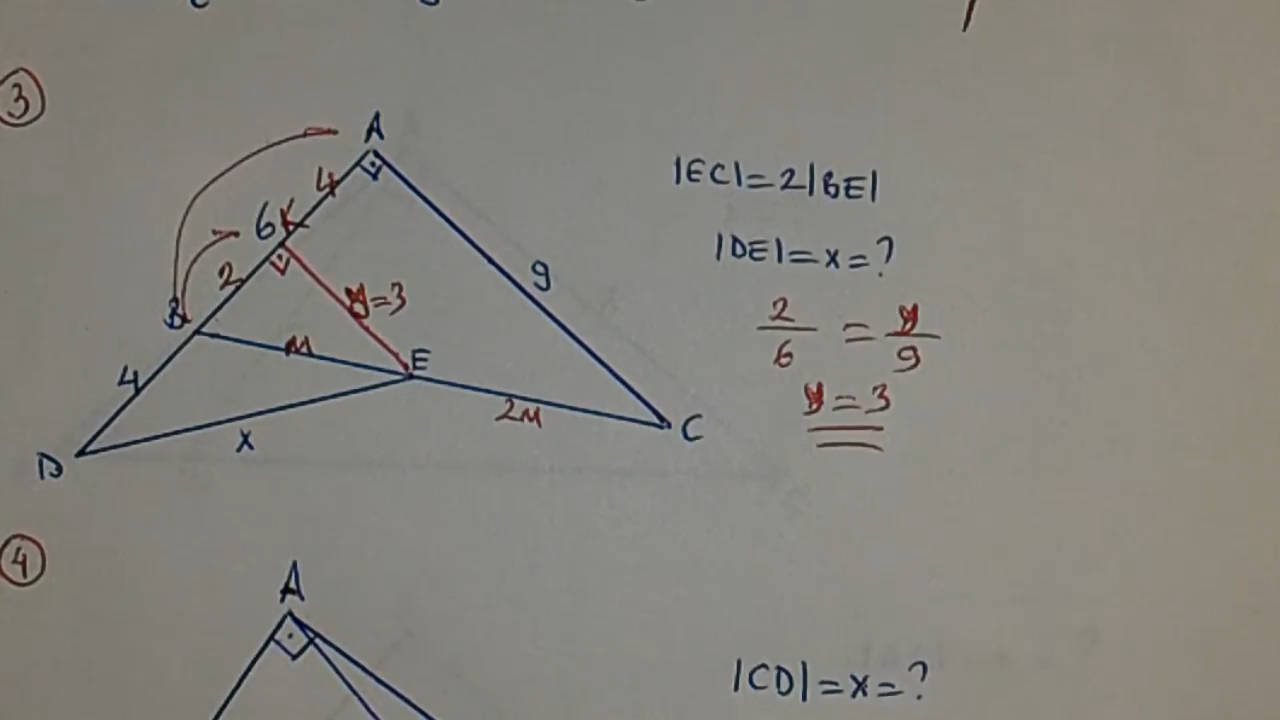 3
A
4
6
K
2
9
y=3
B
M
E
4
2M
x
C
D
|EC|=2|BE|
|DE|=x=?
2/6 = y/9
y=3
4
A
|CD|=x=?